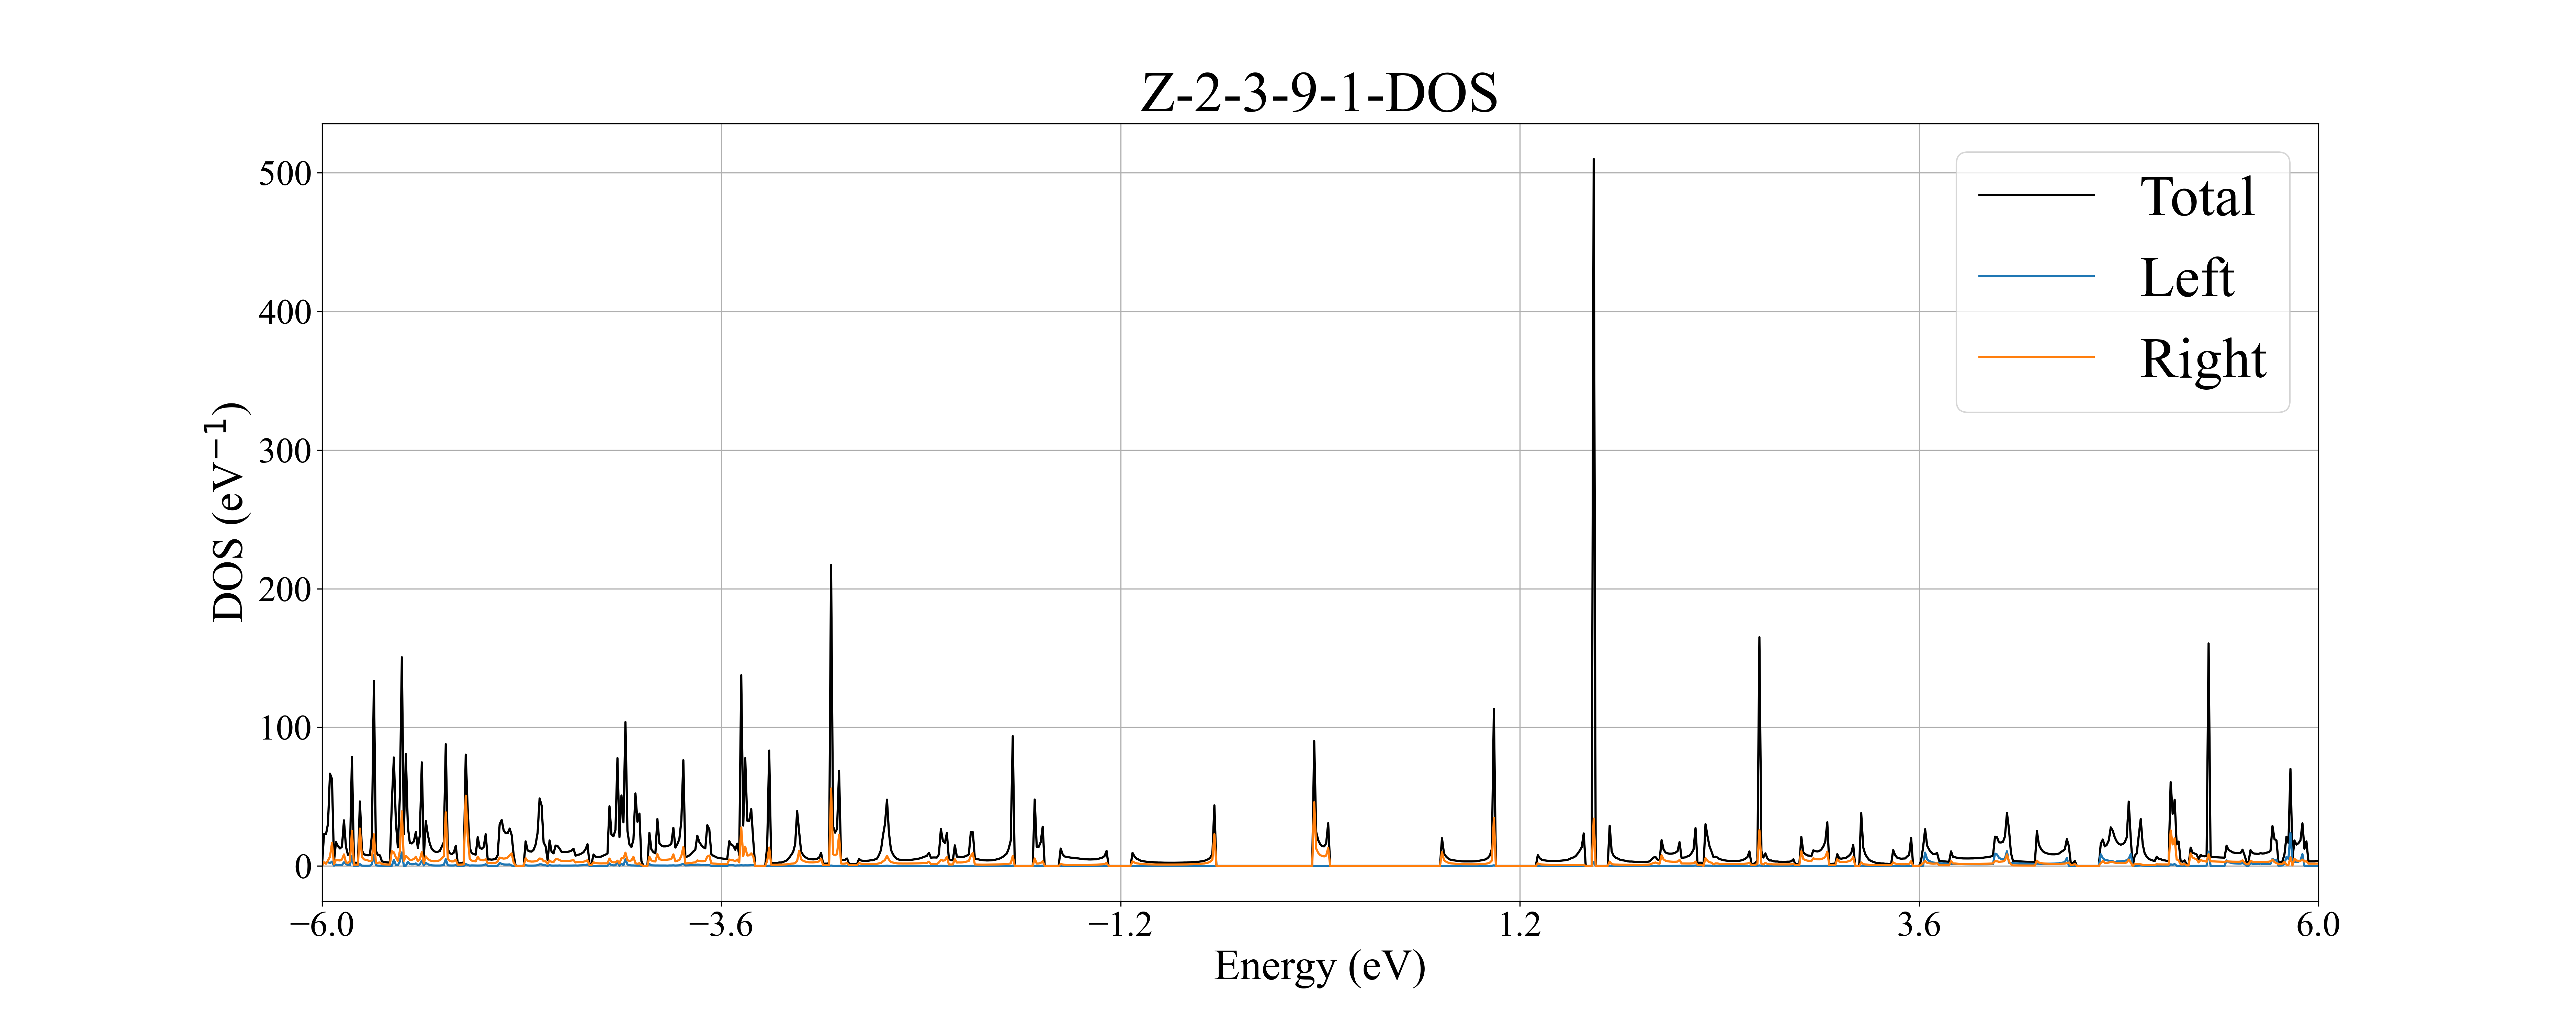 Z-2-3-9-1-DOS
DOS (eV⁻¹)
500
400
300
200
100
0
Total
Left
Right
−6.0
−3.6
−1.2
1.2
3.6
6.0
Energy (eV)